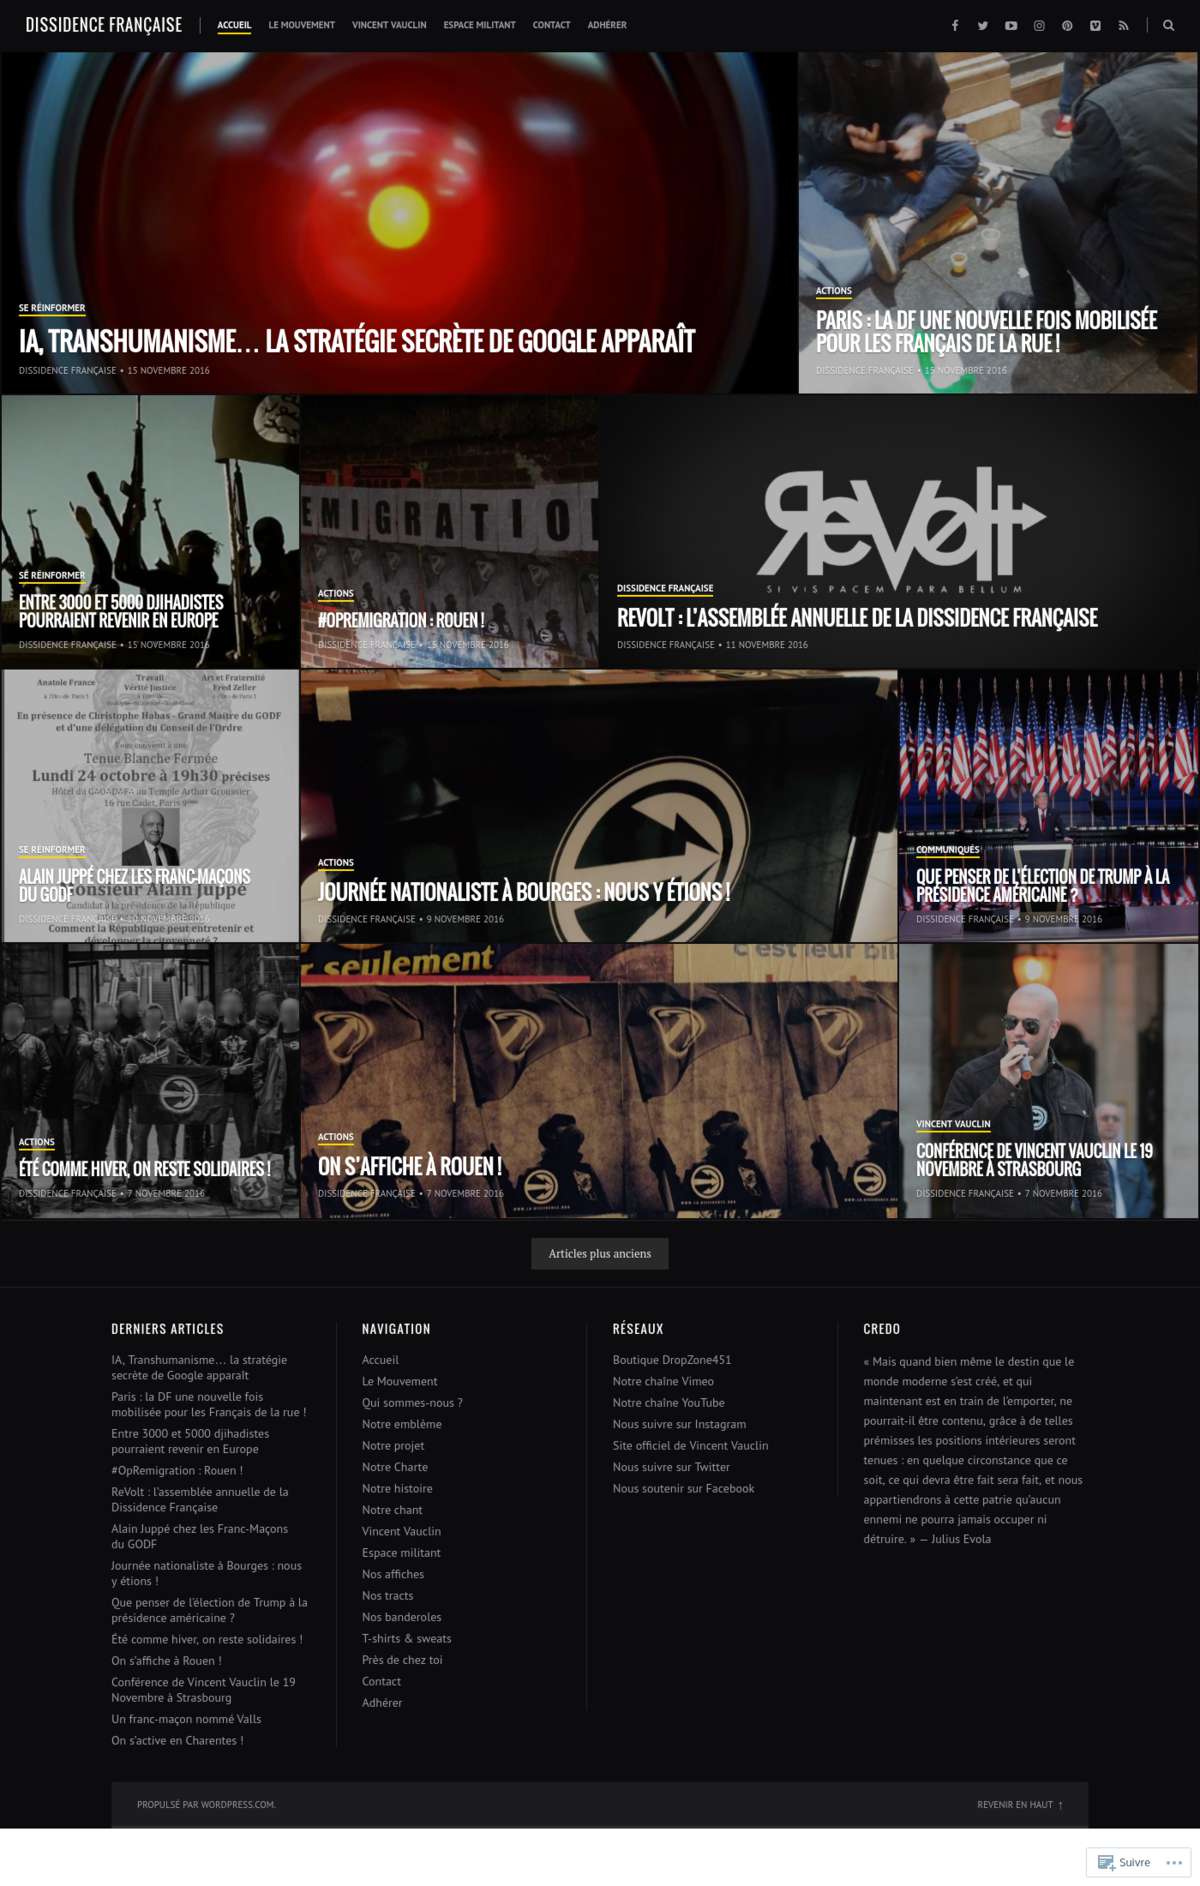 DISSIDENCE FRANÇAISE
ACCUEIL
LE MOUVEMENT
VINCENT VAUCLIN
ESPACE MILITANT
CONTACT
ADHÉRER
SE RÉINFORMER
IA, TRANSHUMANISME… LA STRATÉGIE SECRÈTE DE GOOGLE APPARAÎT
DISSIDENCE FRANÇAISE • 15 NOVEMBRE 2016
ACTIONS
PARIS : LA DF UNE NOUVELLE FOIS MOBILISÉE
POUR LES FRANÇAIS DE LA RUE !
DISSIDENCE FRANÇAISE • 15 NOVEMBRE 2016
SE RÉINFORMER
ENTRE 3000 ET 5000 DJIHADISTES
POURRAIENT REVENIR EN EUROPE
DISSIDENCE FRANÇAISE • 15 NOVEMBRE 2016
EMIGRATIO
ACTIONS
#OPREMIGRATION : ROUEN !
DISSIDENCE FRANÇAISE • 15 NOVEMBRE 2016
ReVolt
SI VIS PACEM PARA BELLUM
DISSIDENCE FRANÇAISE
REVOLT : L'ASSEMBLÉE ANNUELLE DE LA DISSIDENCE FRANÇAISE
DISSIDENCE FRANÇAISE • 11 NOVEMBRE 2016
Anatole France
Travail
Vérité Justice
Art et Fraternité
Fred Zeller
En présence de Christophe Habas - Grand Maître du GODF
et d'une délégation du Conseil de l'Ordre
Tenue Blanche Fermée
Lundi 24 octobre à 19h30 précises
Hôtel du Temple Arthur Groussier
16 rue Cadet, Paris 9
SE RÉINFORMER
ALAIN JUPPÉ CHEZ LES FRANC-MAÇONS
DU GODF
Monsieur Alain Juppé
DISSIDENCE FRANÇAISE • NOVEMBRE 2016
Candidat à la présidence de la République
Comment la République peut entretenir et
développer la citoyenneté ?
ACTIONS
JOURNÉE NATIONALISTE À BOURGES : NOUS Y ÉTIONS !
DISSIDENCE FRANÇAISE • 9 NOVEMBRE 2016
COMMUNIQUÉS
QUE PENSER DE L'ÉLECTION DE TRUMP À LA
PRÉSIDENCE AMÉRICAINE ?
DISSIDENCE FRANÇAISE • 9 NOVEMBRE 2016
ACTIONS
ÉTÉ COMME HIVER, ON RESTE SOLIDAIRES !
DISSIDENCE FRANÇAISE • 7 NOVEMBRE 2016
r seulement
c'est leur
ACTIONS
ON S'AFFICHE À ROUEN !
DISSIDENCE FRANÇAISE • 7 NOVEMBRE 2016
WWW.LA-DISSIDENCE.ORG
VINCENT VAUCLIN
CONFÉRENCE DE VINCENT VAUCLIN LE 19
NOVEMBRE À STRASBOURG
DISSIDENCE FRANÇAISE • 7 NOVEMBRE 2016
Articles plus anciens
DERNIERS ARTICLES
IA, Transhumanisme… la stratégie
secrète de Google apparaît
Paris : la DF une nouvelle fois
mobilisée pour les Français de la rue !
Entre 3000 et 5000 djihadistes
pourraient revenir en Europe
#OpRemigration : Rouen !
ReVolt : l'assemblée annuelle de la
Dissidence Française
Alain Juppé chez les Franc-Maçons
du GODF
Journée nationaliste à Bourges : nous
y étions !
Que penser de l'élection de Trump à la
présidence américaine ?
Été comme hiver, on reste solidaires !
On s'affiche à Rouen !
Conférence de Vincent Vauclin le 19
Novembre à Strasbourg
Un franc-maçon nommé Valls
On s'active en Charentes !
NAVIGATION
Accueil
Le Mouvement
Qui sommes-nous ?
Notre emblème
Notre projet
Notre Charte
Notre histoire
Notre chant
Vincent Vauclin
Espace militant
Nos affiches
Nos tracts
Nos banderoles
T-shirts & sweats
Près de chez toi
Contact
Adhérer
RÉSEAUX
Boutique DropZone451
Notre chaîne Vimeo
Notre chaîne YouTube
Nous suivre sur Instagram
Site officiel de Vincent Vauclin
Nous suivre sur Twitter
Nous soutenir sur Facebook
CREDO
« Mais quand bien même le destin que le
monde moderne s'est créé, et qui
maintenant est en train de l'emporter, ne
pourrait-il être contenu, grâce à de telles
prémisses les positions intérieures seront
tenues : en quelque circonstance que ce
soit, ce qui devra être fait sera fait, et nous
appartiendrons à cette patrie qu'aucun
ennemi ne pourra jamais occuper ni
détruire. » — Julius Evola
PROPULSÉ PAR WORDPRESS.COM.
REVENIR EN HAUT ↑
Suivre